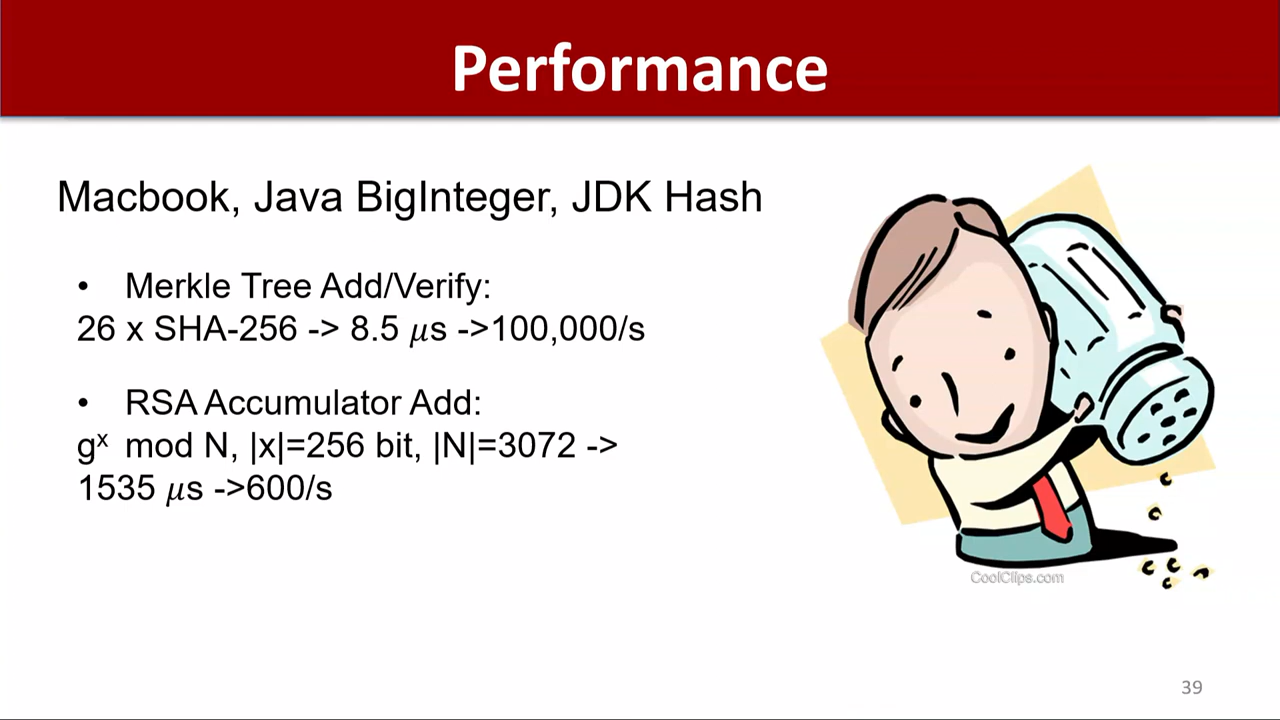 Performance
Macbook, Java BigInteger, JDK Hash
• Merkle Tree Add/Verify:
26 x SHA-256 -> 8.5 𝜇s ->100,000/s
• RSA Accumulator Add:
gˣ mod N, |x|=256 bit, |N|=3072 ->
1535 𝜇s ->600/s
CoolClips.com
39